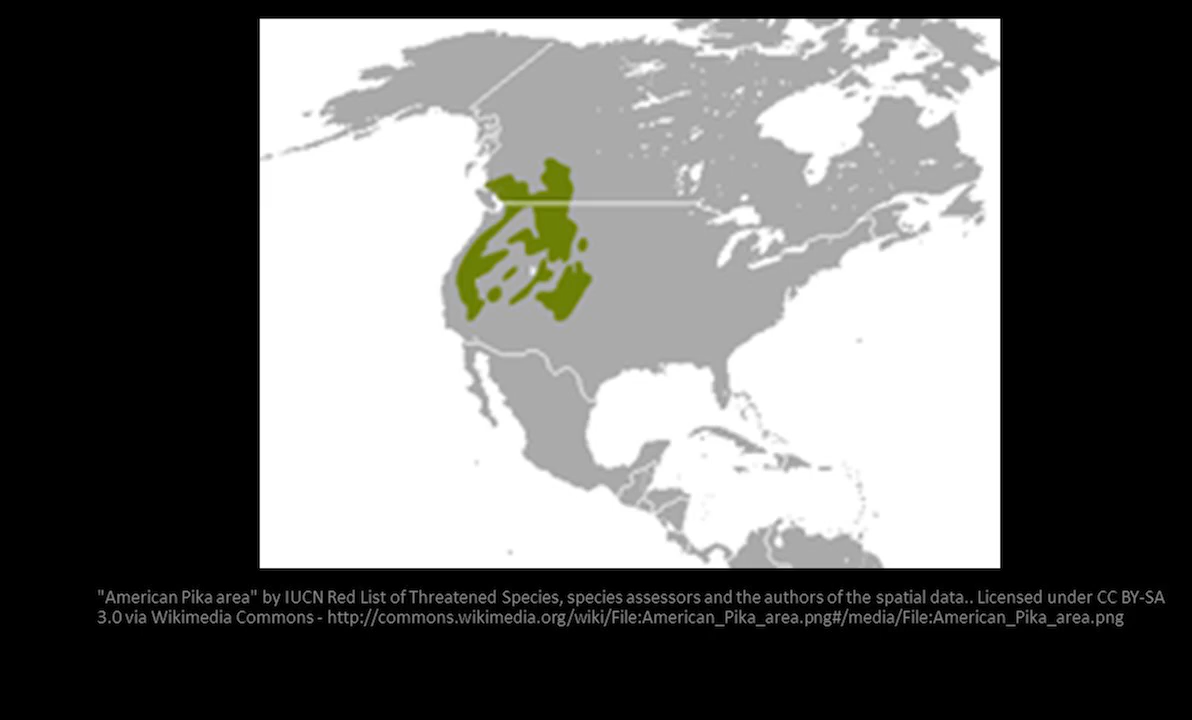 "American Pika area" by IUCN Red List of Threatened Species, species assessors and the authors of the spatial data.. Licensed under CC BY-SA
3.0 via Wikimedia Commons - http://commons.wikimedia.org/wiki/File:American_Pika_area.png#/media/File:American_Pika_area.png